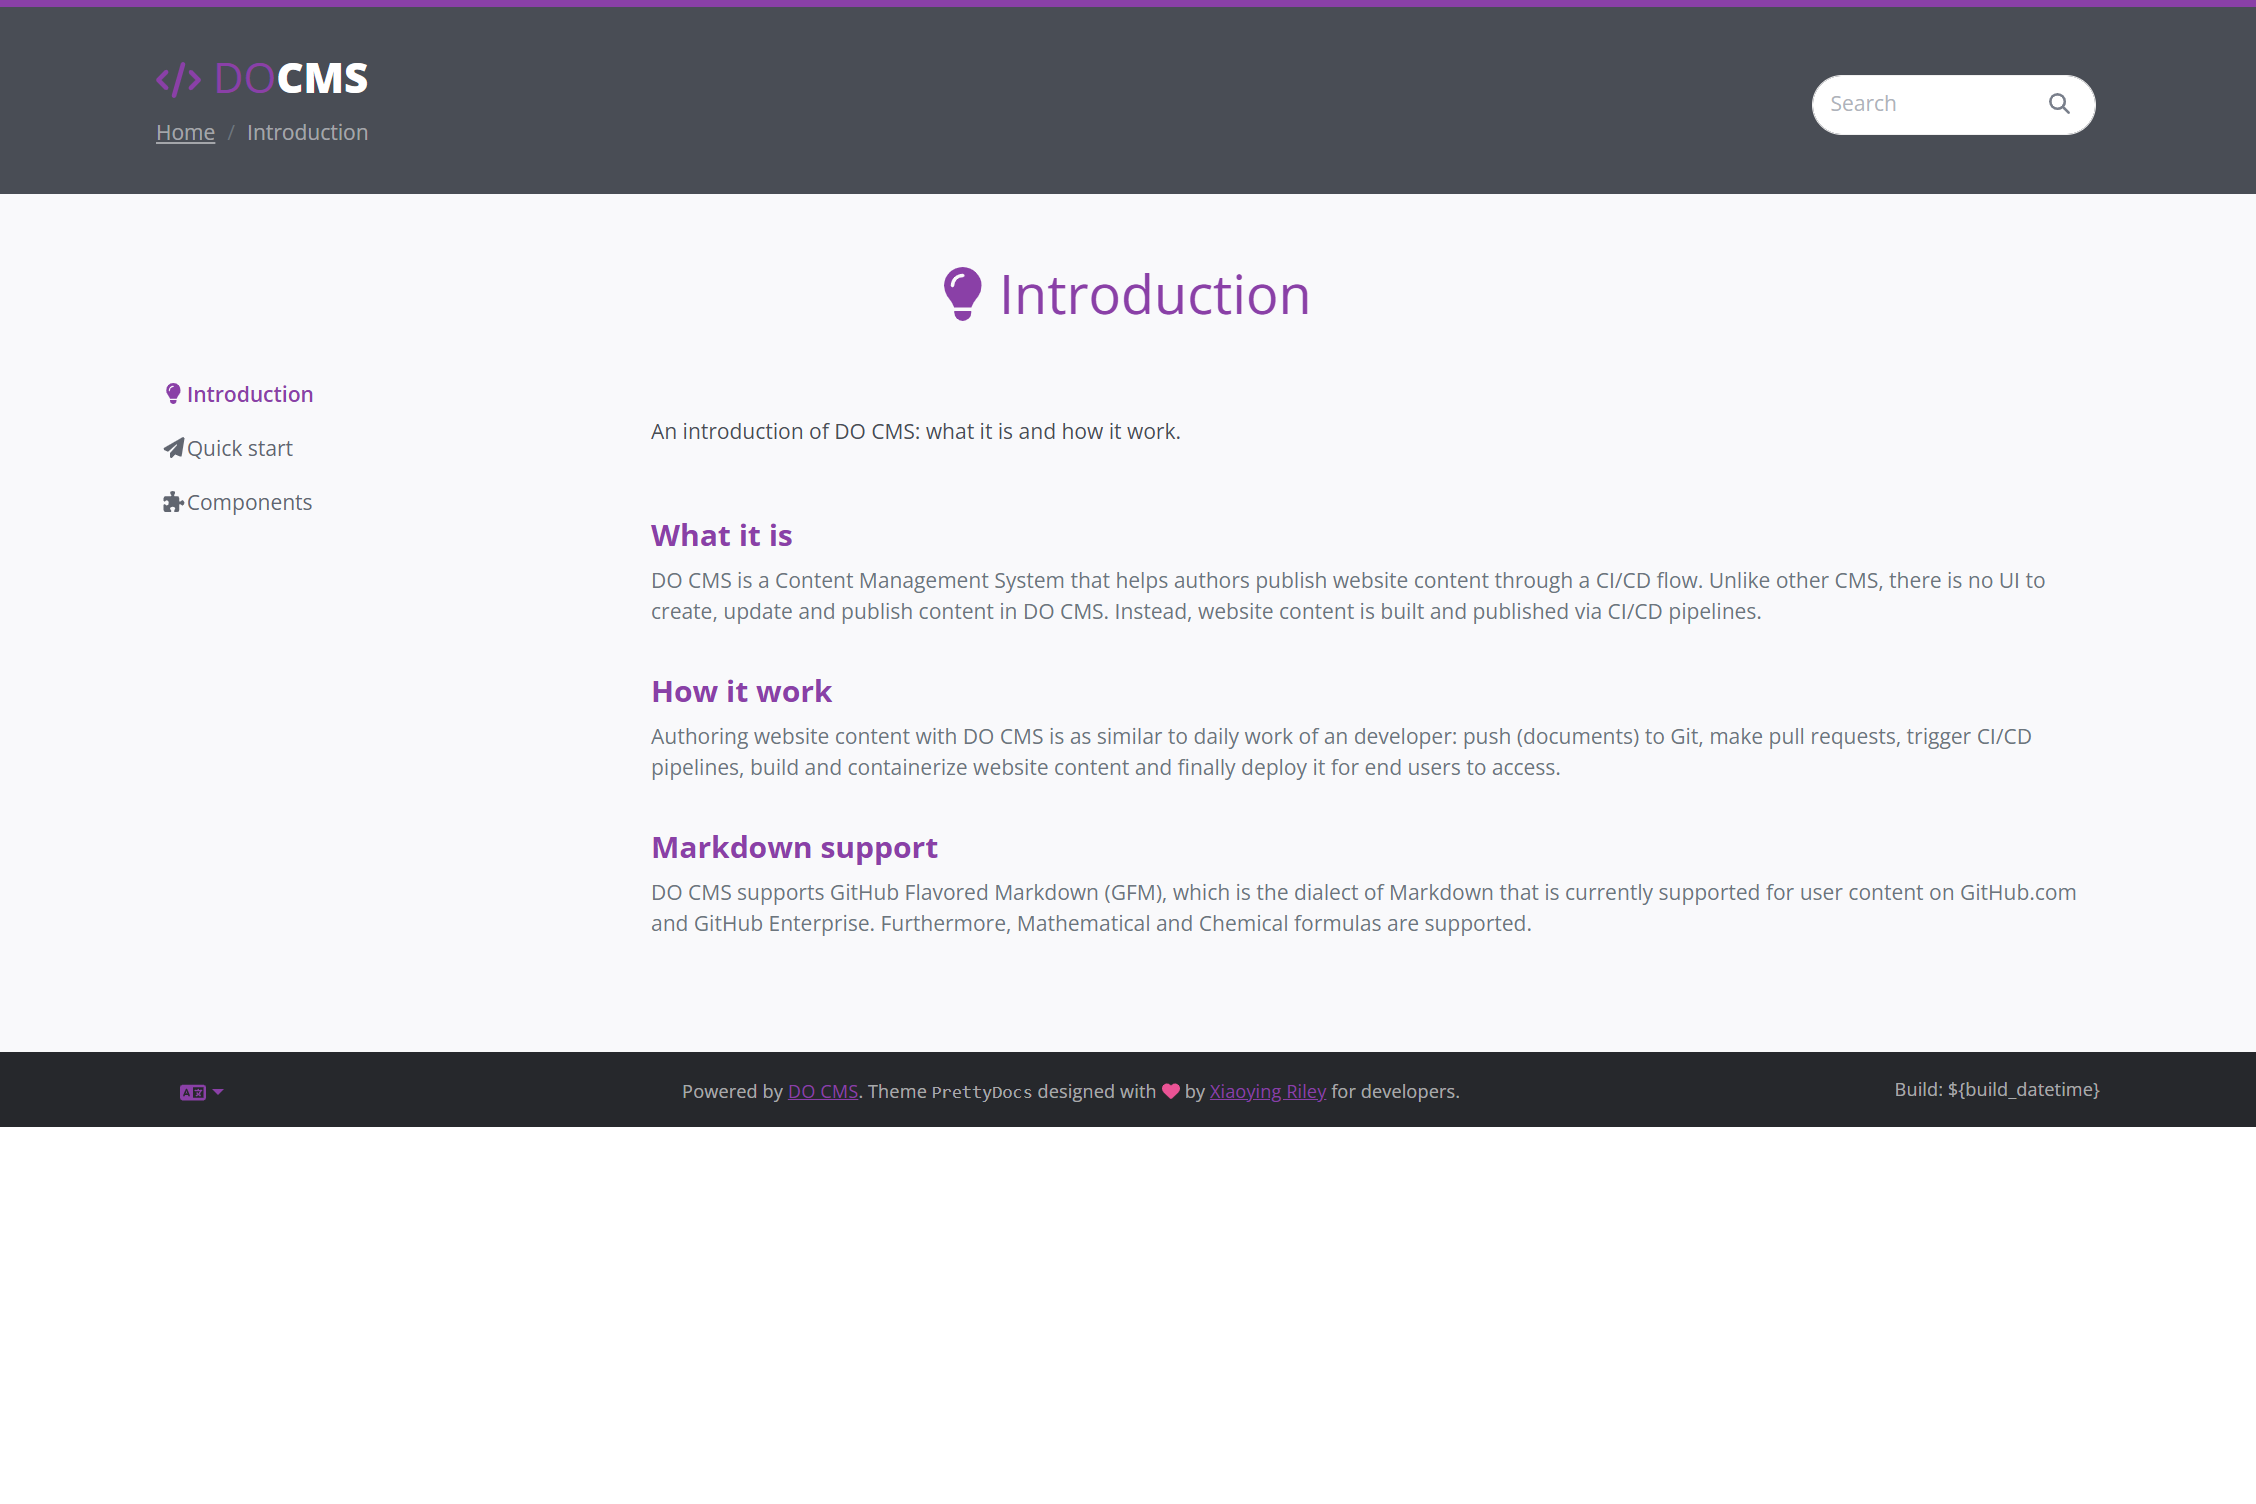 DOCMS
Home / Introduction
Search
Introduction
Introduction
Quick start
Components
An introduction of DO CMS: what it is and how it work.
What it is
DO CMS is a Content Management System that helps authors publish website content through a CI/CD flow. Unlike other CMS, there is no UI to
create, update and publish content in DO CMS. Instead, website content is built and published via CI/CD pipelines.
How it work
Authoring website content with DO CMS is as similar to daily work of an developer: push (documents) to Git, make pull requests, trigger CI/CD
pipelines, build and containerize website content and finally deploy it for end users to access.
Markdown support
DO CMS supports GitHub Flavored Markdown (GFM), which is the dialect of Markdown that is currently supported for user content on GitHub.com
and GitHub Enterprise. Furthermore, Mathematical and Chemical formulas are supported.
Powered by DO CMS. Theme PrettyDocs designed with by Xiaoying Riley for developers.
Build: ${build_datetime}